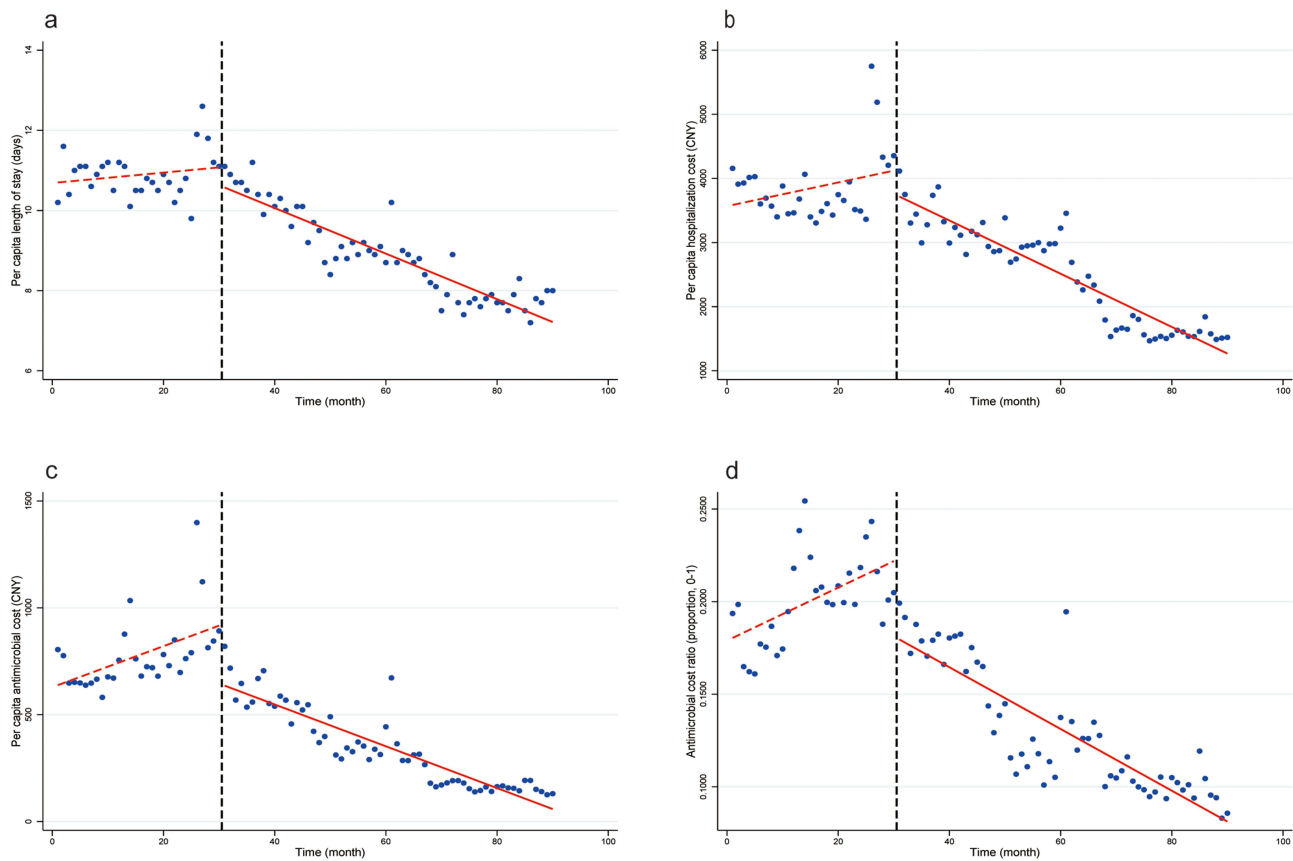 a
Per capita length of stay (days)
14
12
10
8
6
0 20 40 60 80 100
Time (month)
b
Per capita hospitalization cost (CNY)
6000
5000
4000
3000
2000
1000
0 20 40 60 80 100
Time (month)
c
Per capita antimicrobial cost (CNY)
1500
1000
500
0
0 20 40 60 80 100
Time (month)
d
Antimicrobial cost ratio (proportion, 0-1)
0.2500
0.2000
0.1500
0.1000
0 20 40 60 80 100
Time (month)